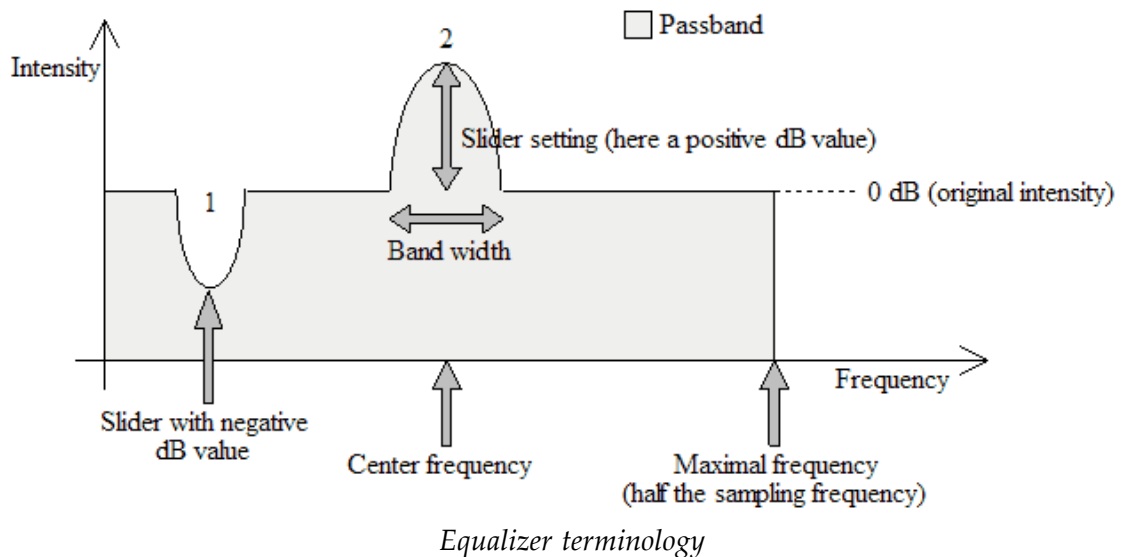 Passband
2
Intensity
Slider setting (here a positive dB value)
1
0 dB (original intensity)
Band width
Frequency
Slider with negative
dB value
Center frequency
Maximal frequency
(half the sampling frequency)
Equalizer terminology